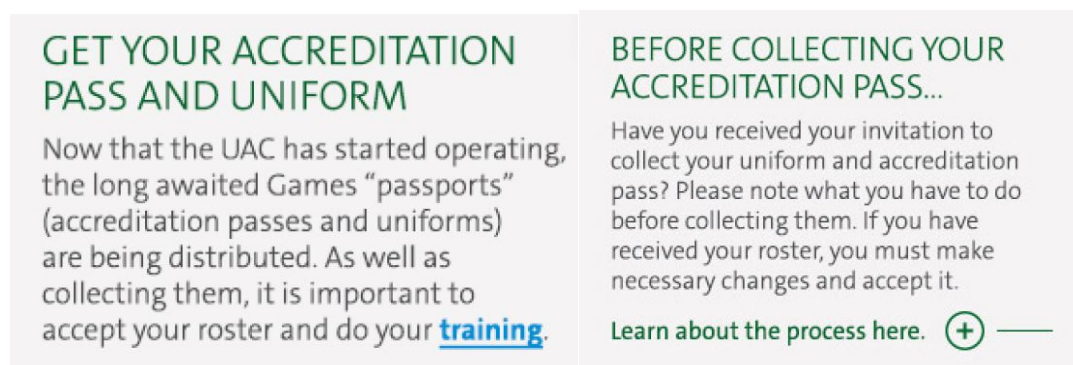 GET YOUR ACCREDITATION
PASS AND UNIFORM
Now that the UAC has started operating,
the long awaited Games “passports”
(accreditation passes and uniforms)
are being distributed. As well as
collecting them, it is important to
accept your roster and do your training.
BEFORE COLLECTING YOUR
ACCREDITATION PASS...
Have you received your invitation to
collect your uniform and accreditation
pass? Please note what you have to do
before collecting them. If you have
received your roster, you must make
necessary changes and accept it.
Learn about the process here.